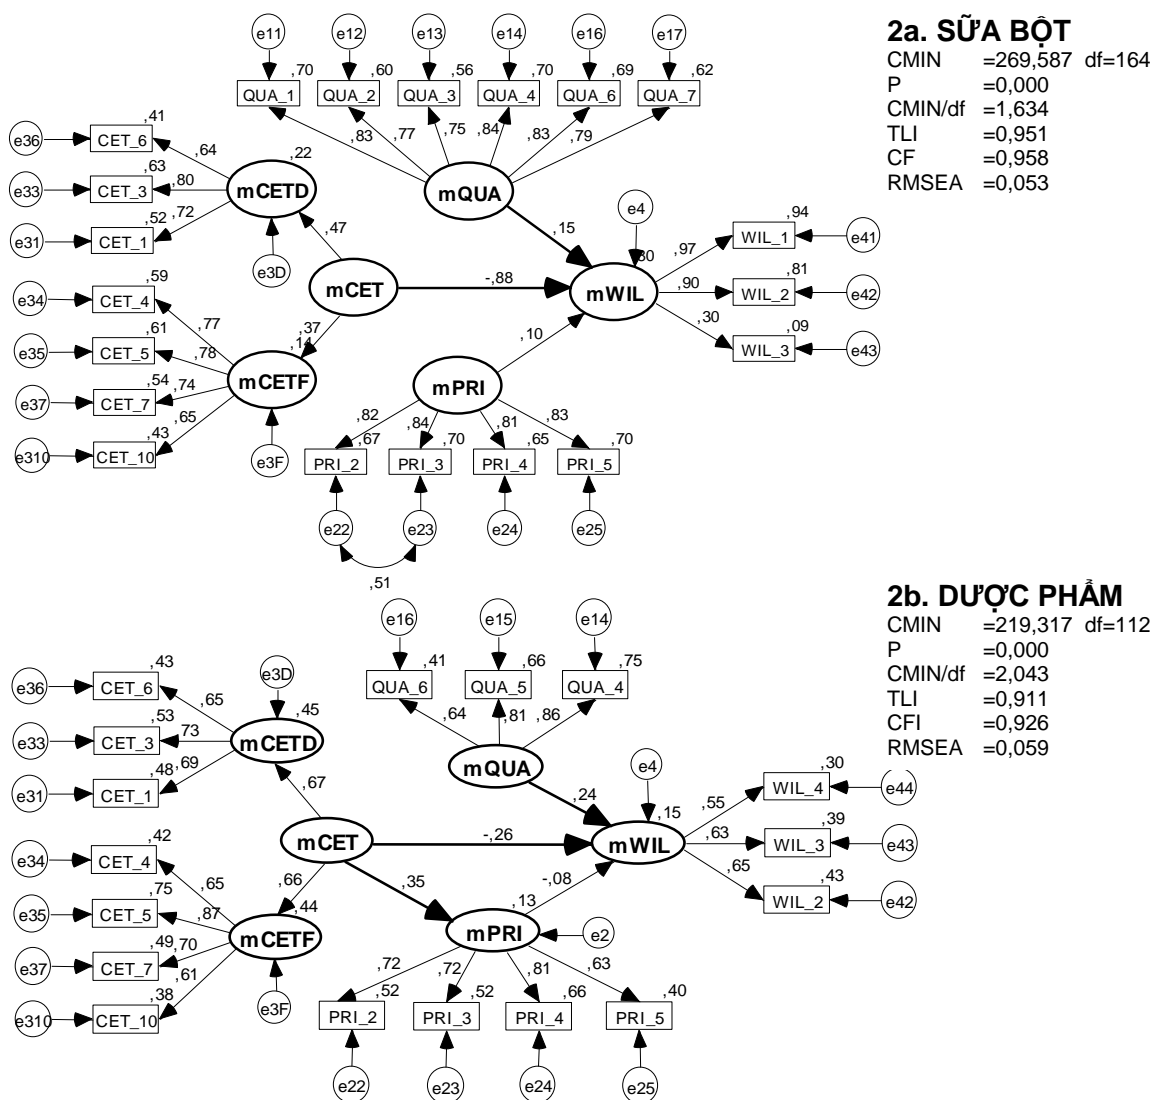 2a. SỮA BỘT
CMIN =269,587 df=164
P =0,000
CMIN/df =1,634
TLI =0,951
CF =0,958
RMSEA =0,053
e11 e12 e13 e14 e16 e17
,70 ,60 ,56 ,70 ,69 ,62
QUA_1 QUA_2 QUA_3 QUA_4 QUA_6 QUA_7
,83 ,77 ,75 ,84 ,83 ,79
mQUA
,15
e36 CET_6 ,41 ,64
e33 CET_3 ,63 ,80
e31 CET_1 ,52 ,72
mCETD ,22
e3D
,47
mCET
-,88
,37
e34 CET_4 ,59 ,77
e35 CET_5 ,61 ,78
e37 CET_7 ,54 ,74
e310 CET_10 ,43 ,65
mCETF ,14
e3F
e4
mWIL
,97 WIL_1 ,94 e41
,90 WIL_2 ,81 e42
,30 WIL_3 ,09 e43
,10
mPRI
,82 ,84 ,81 ,83
,67 ,70 ,65 ,70
PRI_2 PRI_3 PRI_4 PRI_5
e22 e23 e24 e25
,51
2b. DƯỢC PHẨM
CMIN =219,317 df=112
P =0,000
CMIN/df =2,043
TLI =0,911
CFI =0,926
RMSEA =0,059
e16 e15 e14
,41 ,66 ,75
QUA_6 QUA_5 QUA_4
,64 ,81 ,86
mQUA
,24
e36 CET_6 ,43 ,65
e33 CET_3 ,53 ,73
e31 CET_1 ,48 ,69
e3D
mCETD ,45
,67
mCET
-,26
,66
,35
e34 CET_4 ,42 ,65
e35 CET_5 ,75 ,87
e37 CET_7 ,49 ,70
e310 CET_10 ,38 ,61
mCETF ,44
e3F
e4
mWIL ,15
,55 WIL_4 ,30 e44
,63 WIL_3 ,39 e43
,65 WIL_2 ,43 e42
-,08
mPRI ,13
e2
,72 ,72 ,81 ,63
,52 ,52 ,66 ,40
PRI_2 PRI_3 PRI_4 PRI_5
e22 e23 e24 e25